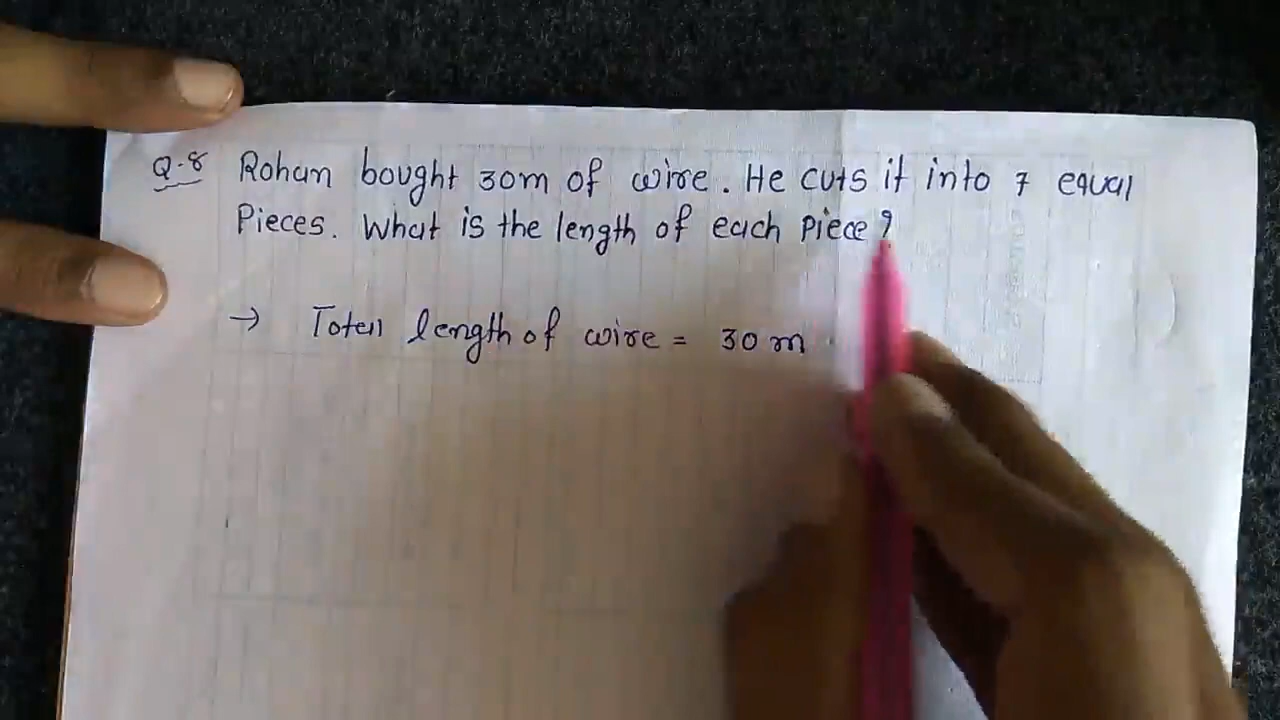 Q-8 Rohan bought 30m of wire. He cuts it into 7 equal
Pieces. What is the length of each Piece?
→ Total length of wire = 30 m